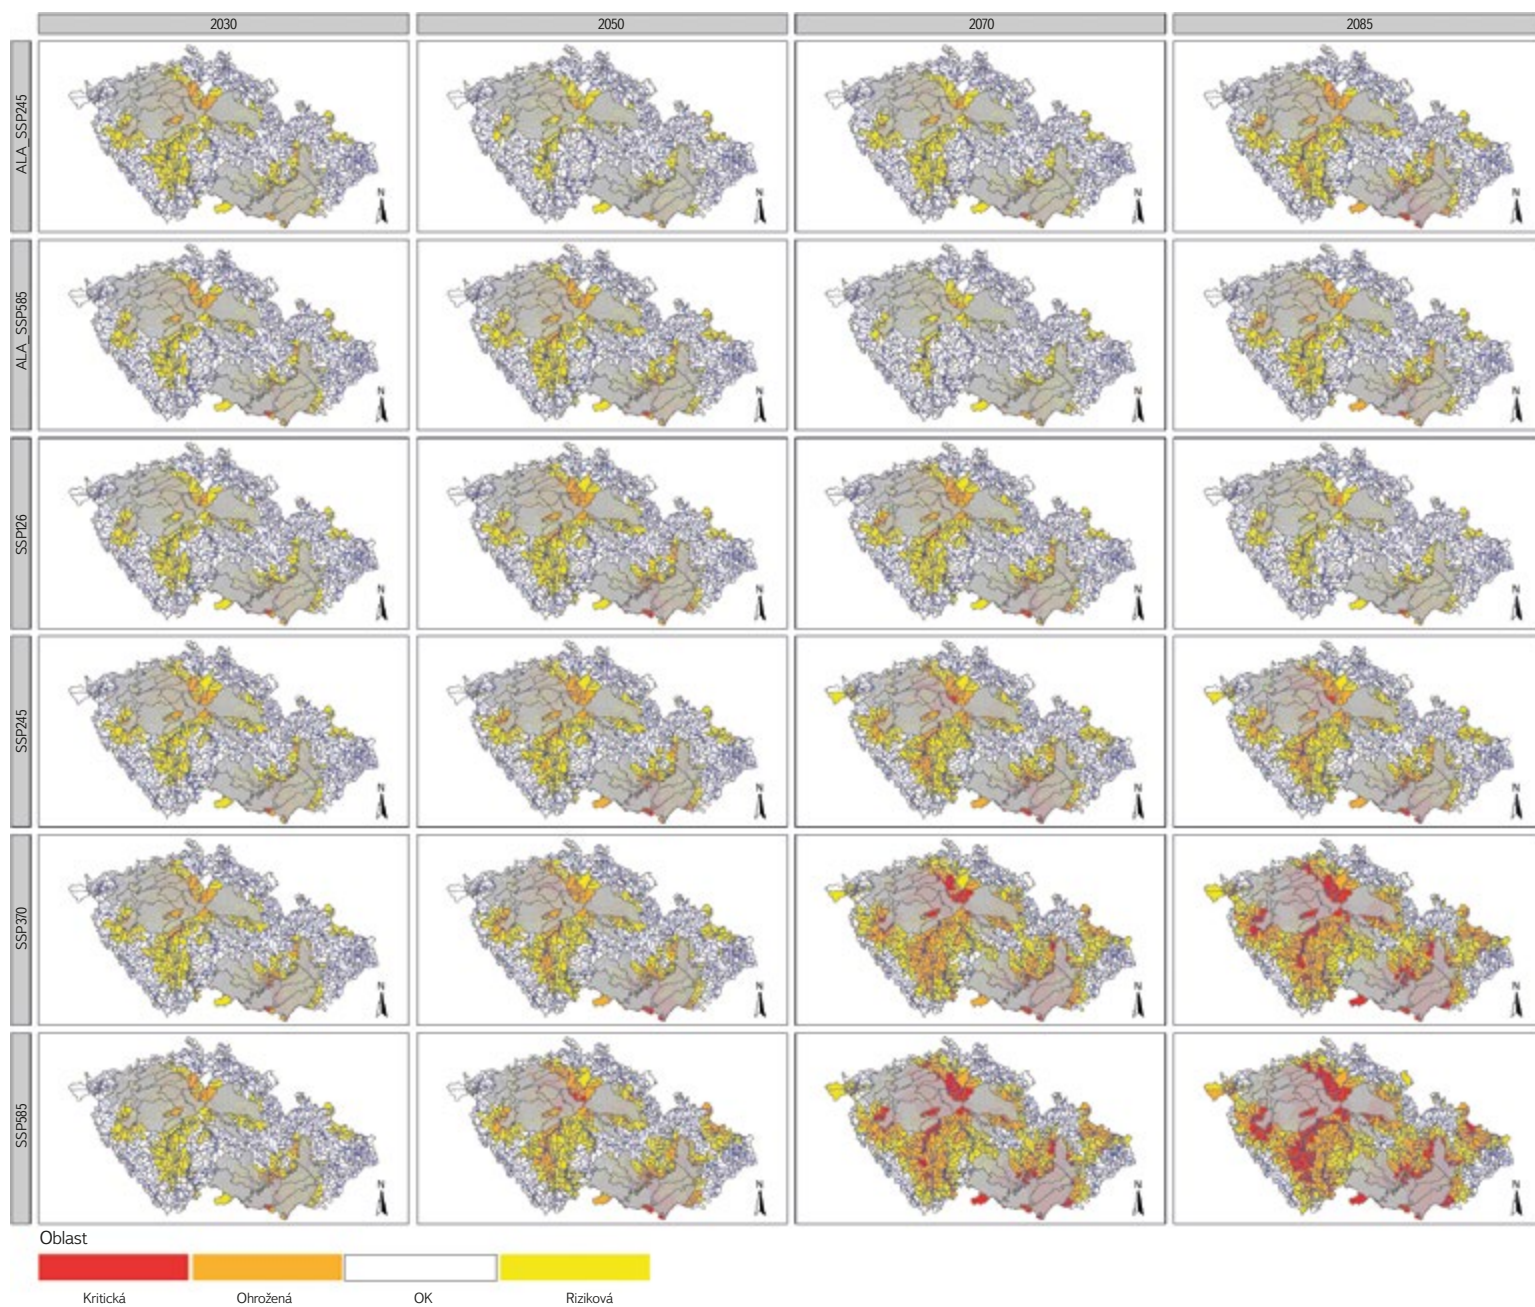 2030 2050 2070 2085
ALA_SSP245
N N N N
ALA_SSP585
N N N N
SSP126
N N N N
SSP245
N N N N
SSP370
N N N N
SSP585
N N N N
Oblast
Kritická Ohrožená OK Riziková